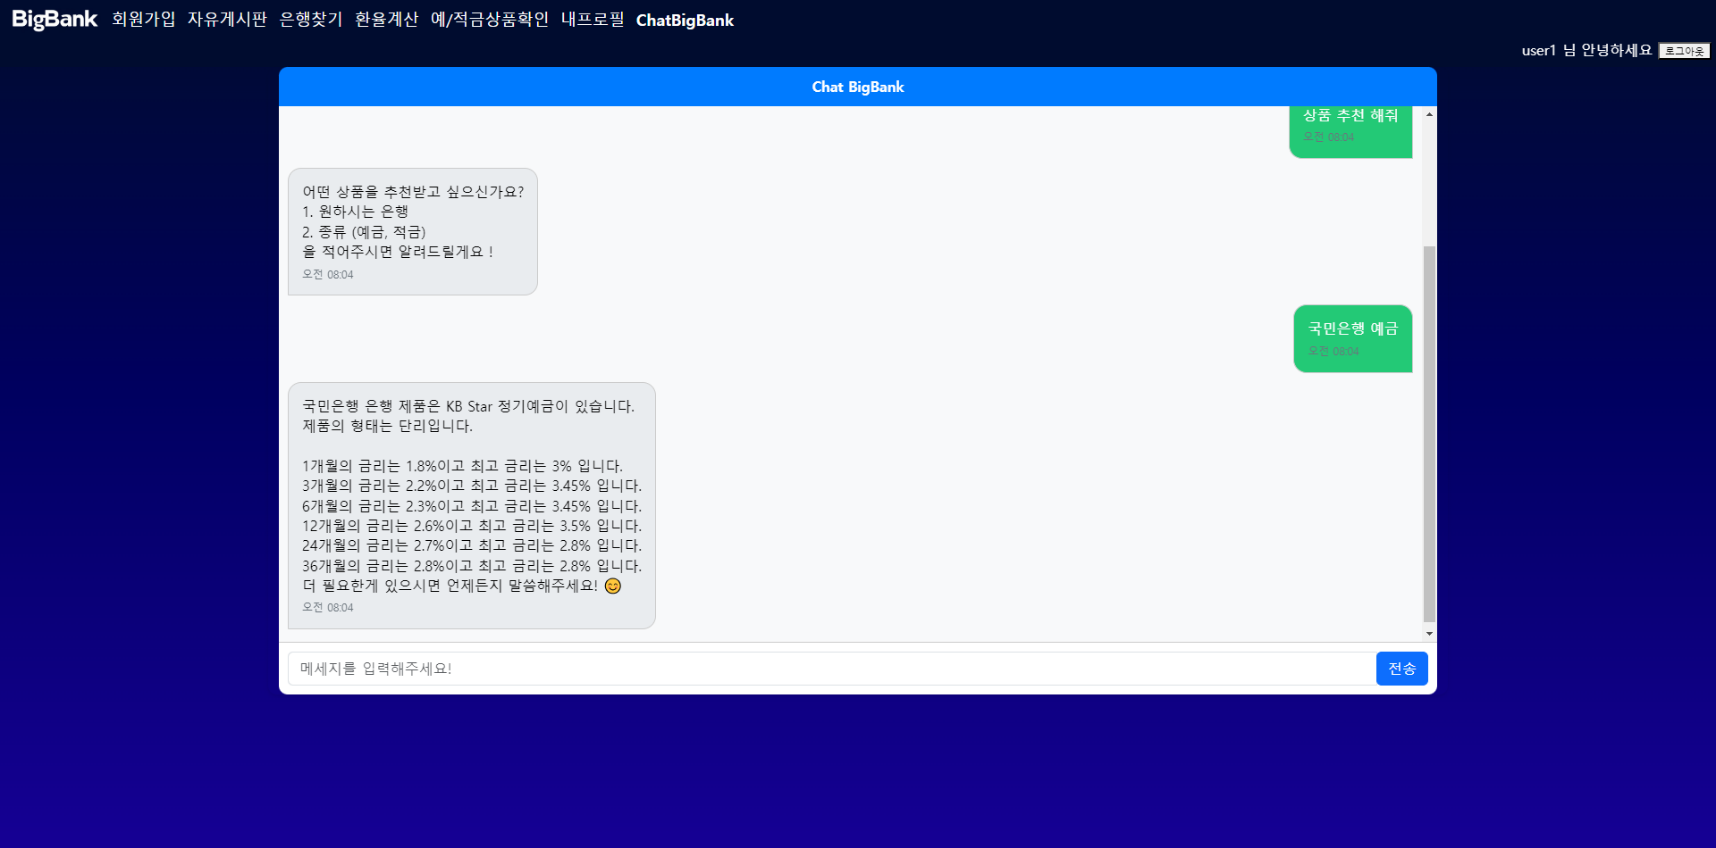 BigBank 회원가입 자유게시판 은행찾기 환율계산 예/적금상품확인 내프로필 ChatBigBank
user1 님 안녕하세요 로그아웃
Chat BigBank
상품 추천 해줘
오전 08:04
어떤 상품을 추천받고 싶으신가요?
1. 원하시는 은행
2. 종류 (예금, 적금)
을 적어주시면 알려드릴게요 !
오전 08:04
국민은행 예금
오전 08:04
국민은행 은행 제품은 KB Star 정기예금이 있습니다.
제품의 형태는 단리입니다.
1개월의 금리는 1.8%이고 최고 금리는 3% 입니다.
3개월의 금리는 2.2%이고 최고 금리는 3.45% 입니다.
6개월의 금리는 2.3%이고 최고 금리는 3.45% 입니다.
12개월의 금리는 2.6%이고 최고 금리는 3.5% 입니다.
24개월의 금리는 2.7%이고 최고 금리는 2.8% 입니다.
36개월의 금리는 2.8%이고 최고 금리는 2.8% 입니다.
더 필요한게 있으시면 언제든지 말씀해주세요! 😊
오전 08:04
메세지를 입력해주세요! 전송